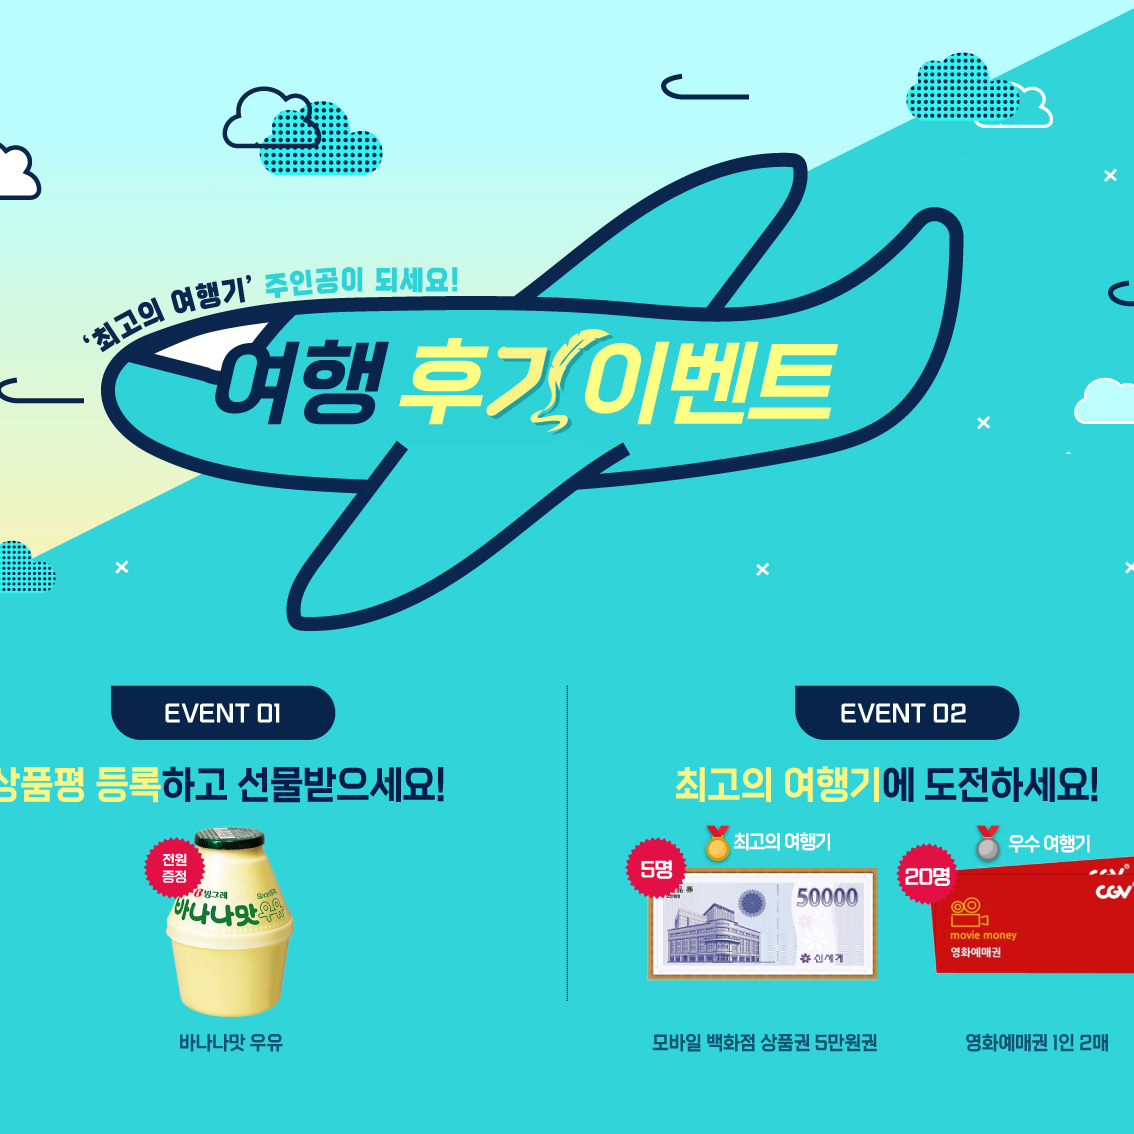 ‘최고의 여행기’ 주인공이 되세요!
여행 후기 이벤트
EVENT 01
상품평 등록하고 선물받으세요!
전원
증정
빙그레
Since1974
바나나맛우유
바나나맛 우유
EVENT 02
최고의 여행기에 도전하세요!
최고의 여행기
5명
50000
신세계
모바일 백화점 상품권 5만원권
우수 여행기
20명
CGV
CGV
movie money
영화예매권
영화예매권 1인 2매